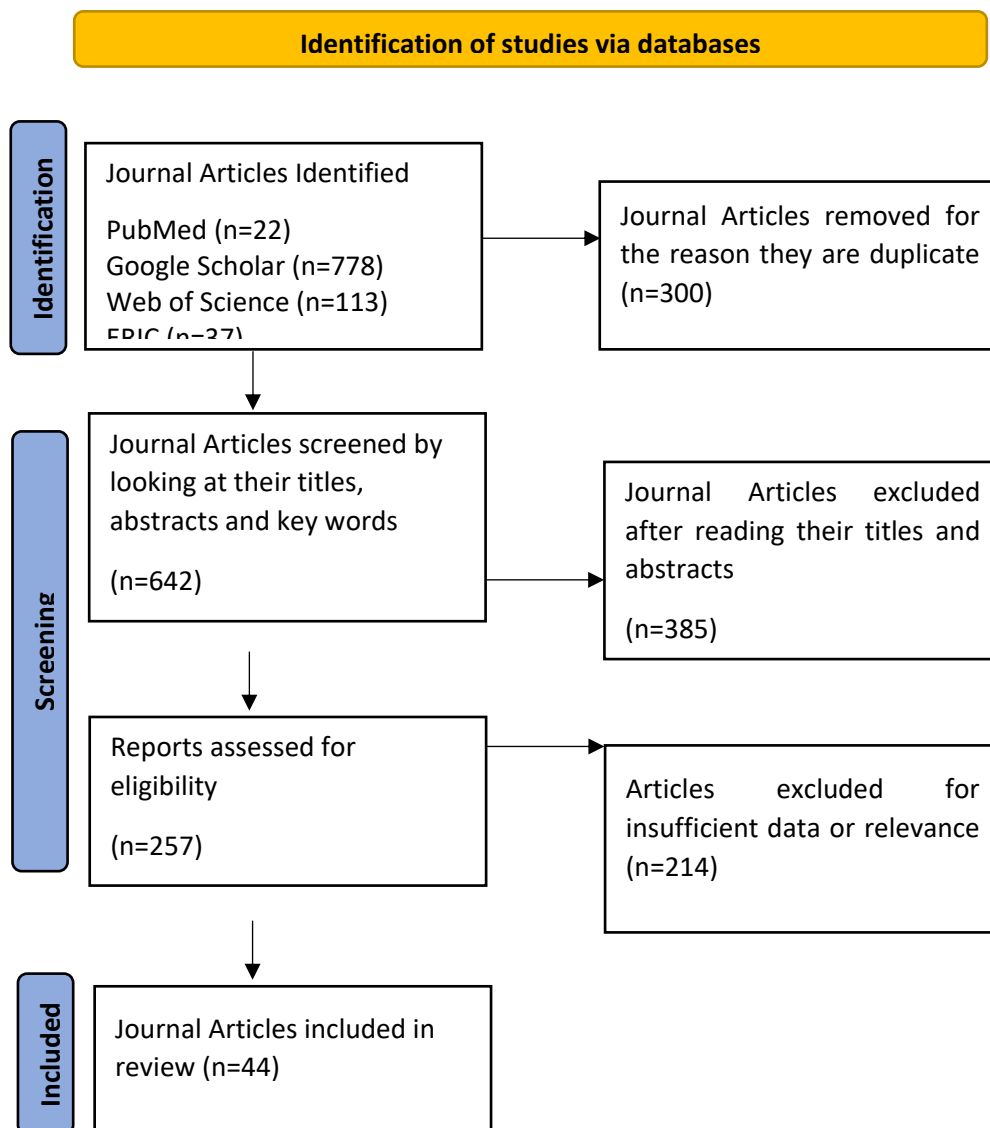 Identification of studies via databases
Identification
Journal Articles Identified
PubMed (n=22)
Google Scholar (n=778)
Web of Science (n=113)
ERIC (n=37)
Journal Articles removed for
the reason they are duplicate
(n=300)
Screening
Journal Articles screened by
looking at their titles,
abstracts and key words
(n=642)
Journal Articles excluded
after reading their titles and
abstracts
(n=385)
Reports assessed for
eligibility
(n=257)
Articles excluded for
insufficient data or relevance
(n=214)
Included
Journal Articles included in
review (n=44)